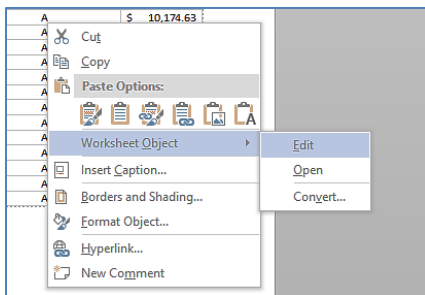 A $ 10,174.63
A
A
A
A
A
A
A
A
A
A
A
A
Cut
Copy
Paste Options:
Worksheet Object
Insert Caption...
Borders and Shading...
Format Object...
Hyperlink...
New Comment
Edit
Open
Convert...